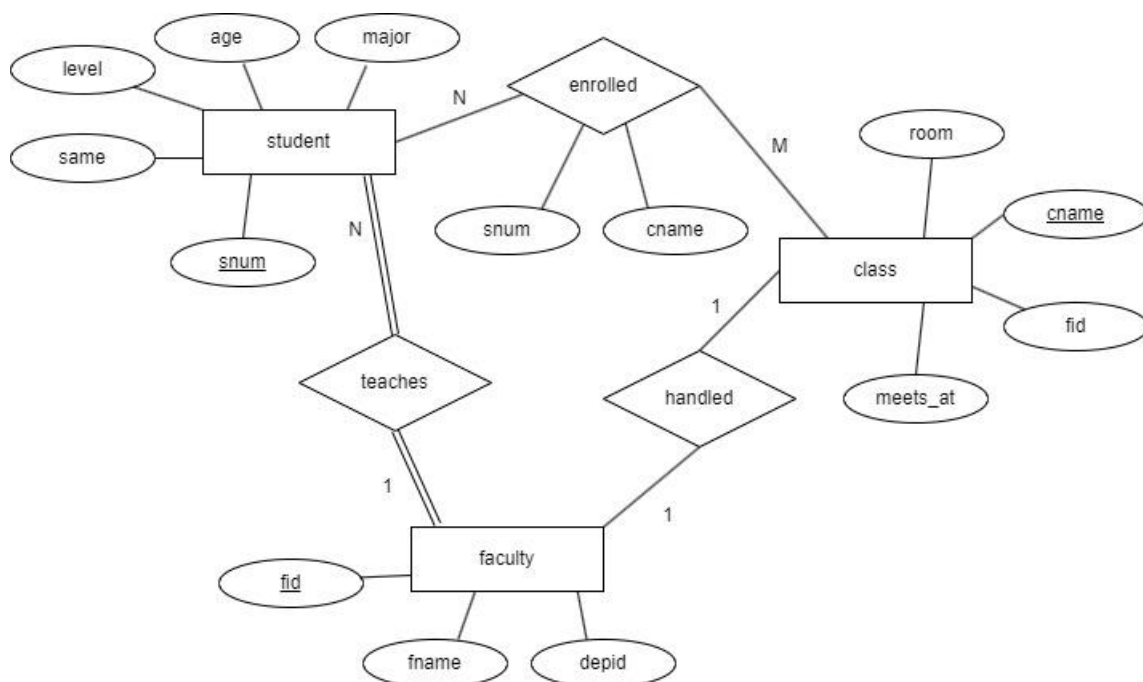 age
major
level
enrolled
N
student
room
same
M
cname
snum
cname
N
snum
class
1
fid
teaches
handled
meets_at
1
1
faculty
fid
fname
depid